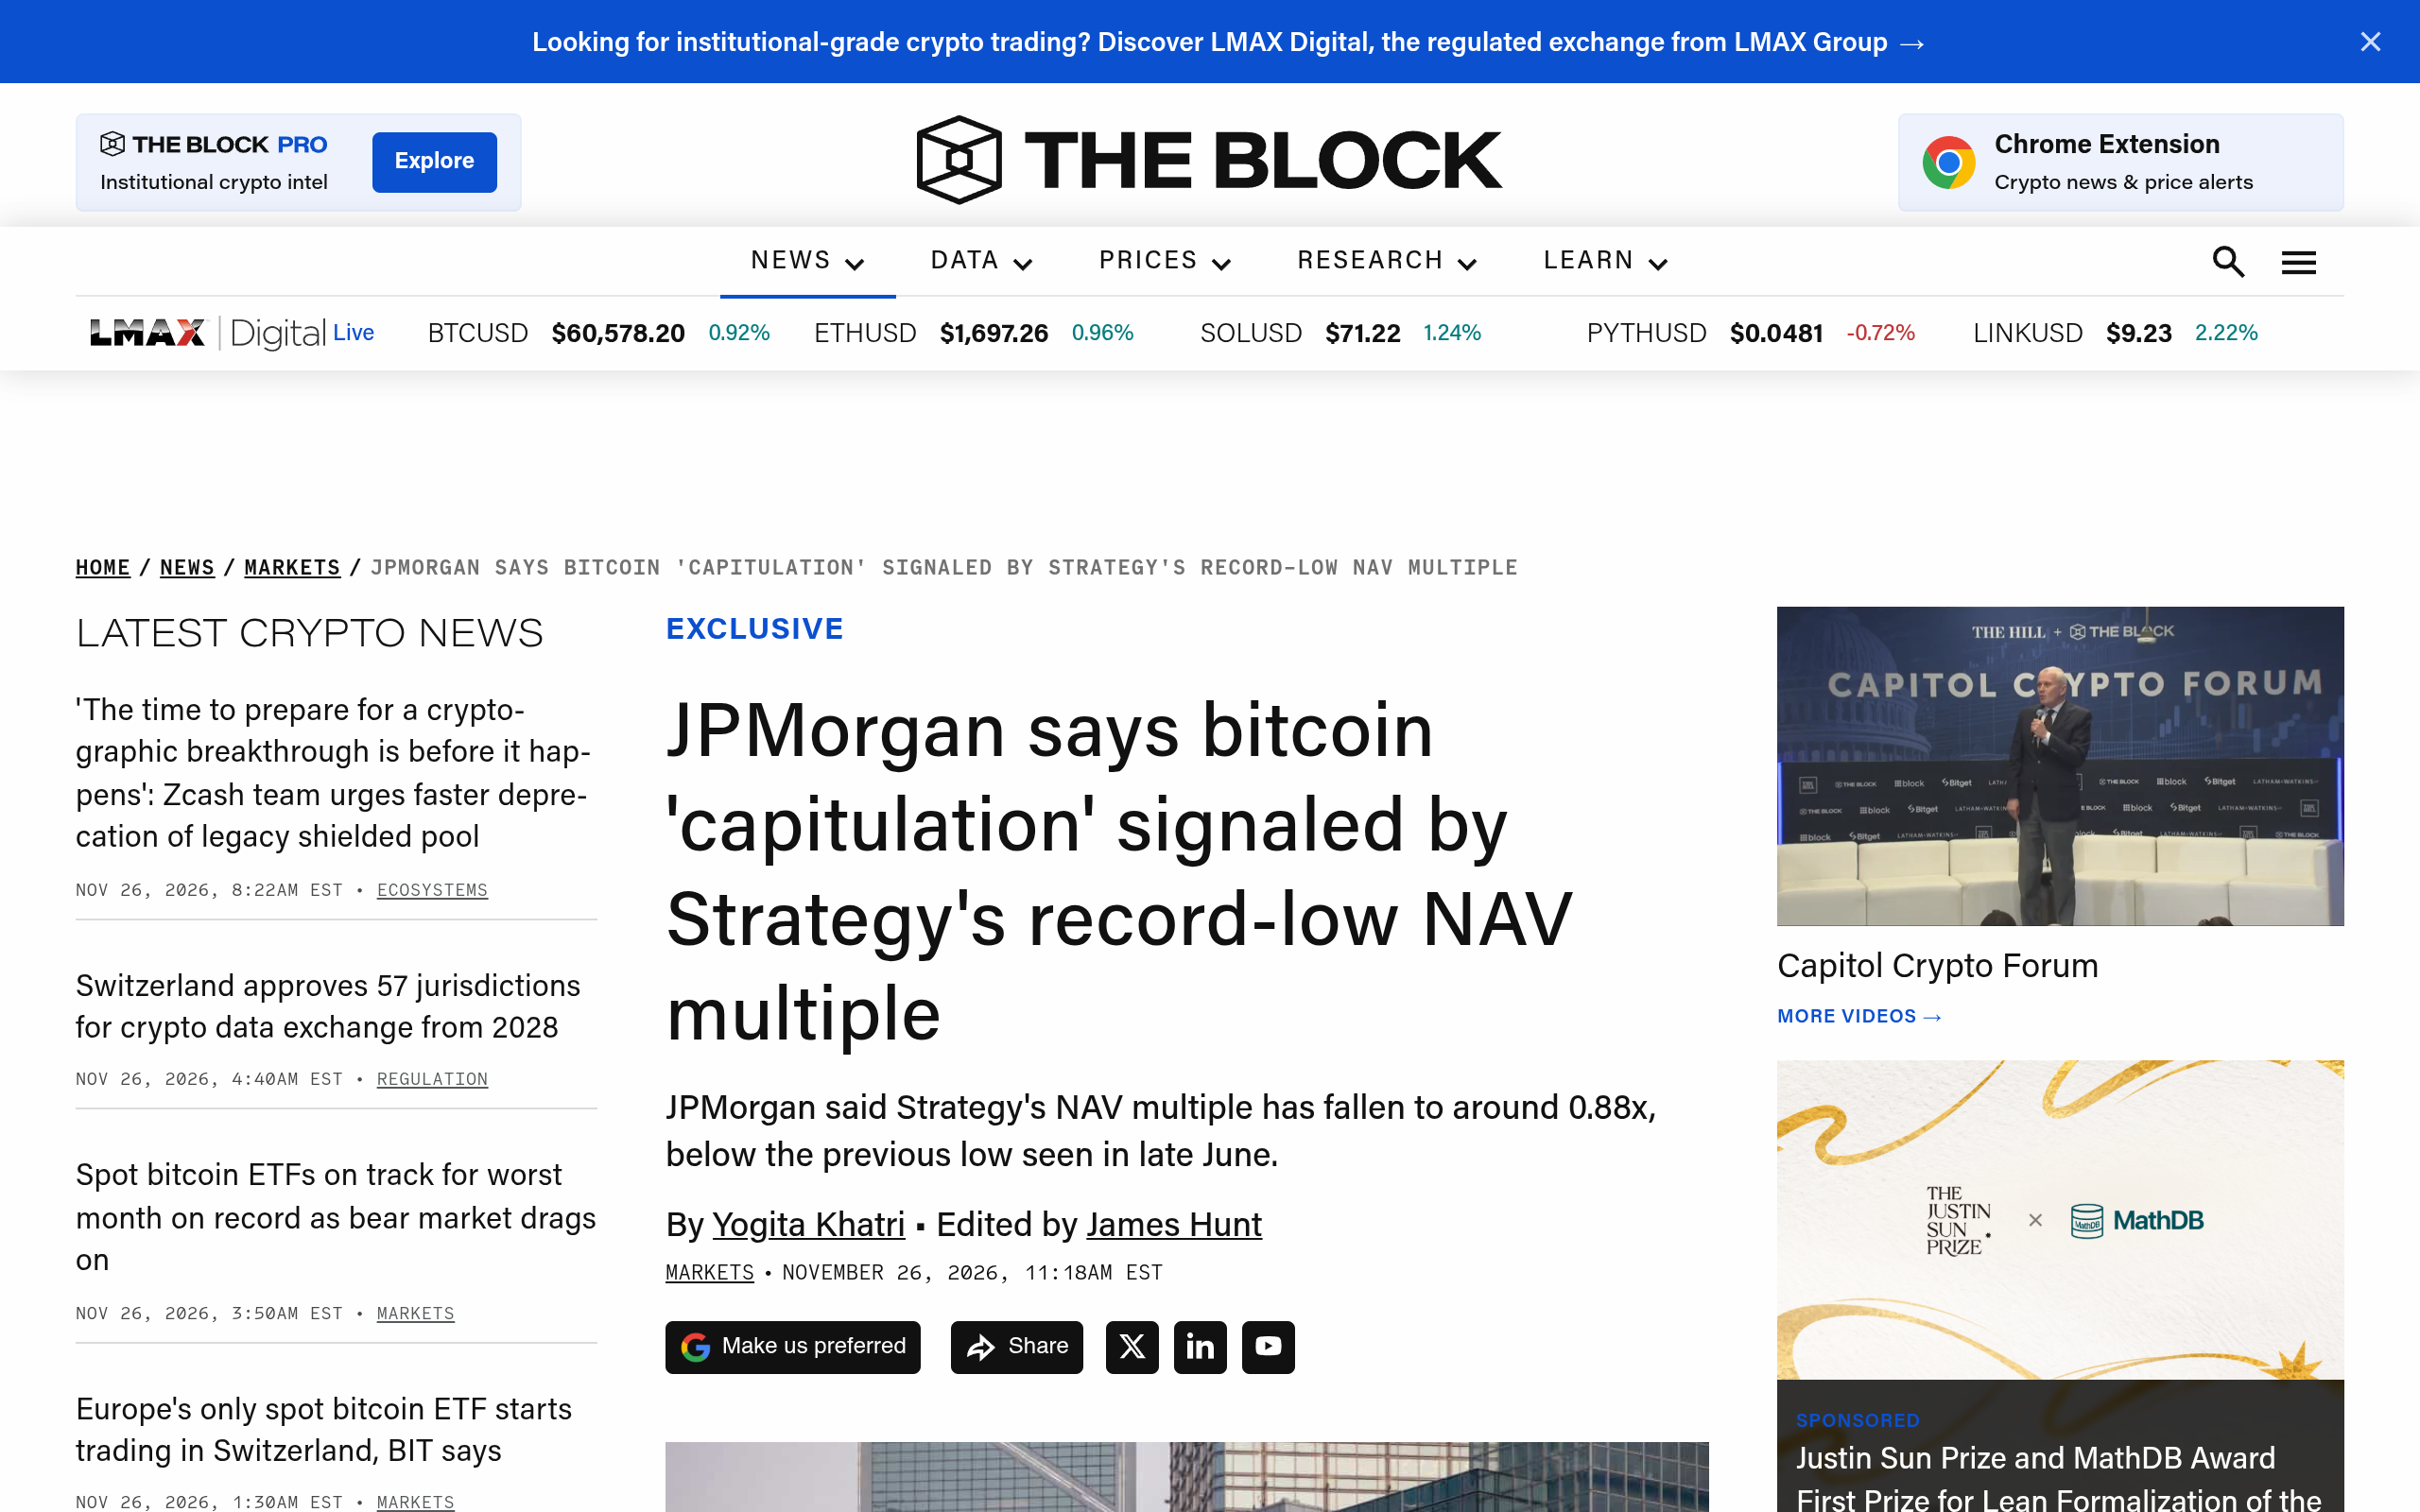 Looking for institutional-grade crypto trading? Discover LMAX Digital, the regulated exchange from LMAX Group →
THE BLOCK PRO
Institutional crypto intel
Explore
THE BLOCK
Chrome Extension
Crypto news & price alerts
NEWS
DATA
PRICES
RESEARCH
LEARN
LMAX Digital Live
BTCUSD $60,578.20 0.92%
ETHUSD $1,697.26 0.96%
SOLUSD $71.22 1.24%
PYTHUSD $0.0481 -0.72%
LINKUSD $9.23 2.22%
HOME / NEWS / MARKETS / JPMORGAN SAYS BITCOIN 'CAPITULATION' SIGNALED BY STRATEGY'S RECORD-LOW NAV MULTIPLE
LATEST CRYPTO NEWS
'The time to prepare for a crypto-
graphic breakthrough is before it hap-
pens': Zcash team urges faster depre-
cation of legacy shielded pool
NOV 26, 2026, 8:22AM EST • ECOSYSTEMS
Switzerland approves 57 jurisdictions
for crypto data exchange from 2028
NOV 26, 2026, 4:40AM EST • REGULATION
Spot bitcoin ETFs on track for worst
month on record as bear market drags
on
NOV 26, 2026, 3:50AM EST • MARKETS
Europe's only spot bitcoin ETF starts
trading in Switzerland, BIT says
NOV 26, 2026, 1:30AM EST • MARKETS
EXCLUSIVE
JPMorgan says bitcoin
'capitulation' signaled by
Strategy's record-low NAV
multiple
JPMorgan said Strategy's NAV multiple has fallen to around 0.88x,
below the previous low seen in late June.
By Yogita Khatri ▪ Edited by James Hunt
MARKETS • NOVEMBER 26, 2026, 11:18AM EST
Make us preferred
Share
THE HILL + THE BLOCK
CAPITOL CRYPTO FORUM
Capitol Crypto Forum
MORE VIDEOS →
THE
JUSTIN
SUN
PRIZE
×
MathDB
SPONSORED
Justin Sun Prize and MathDB Award
First Prize for Lean Formalization of the